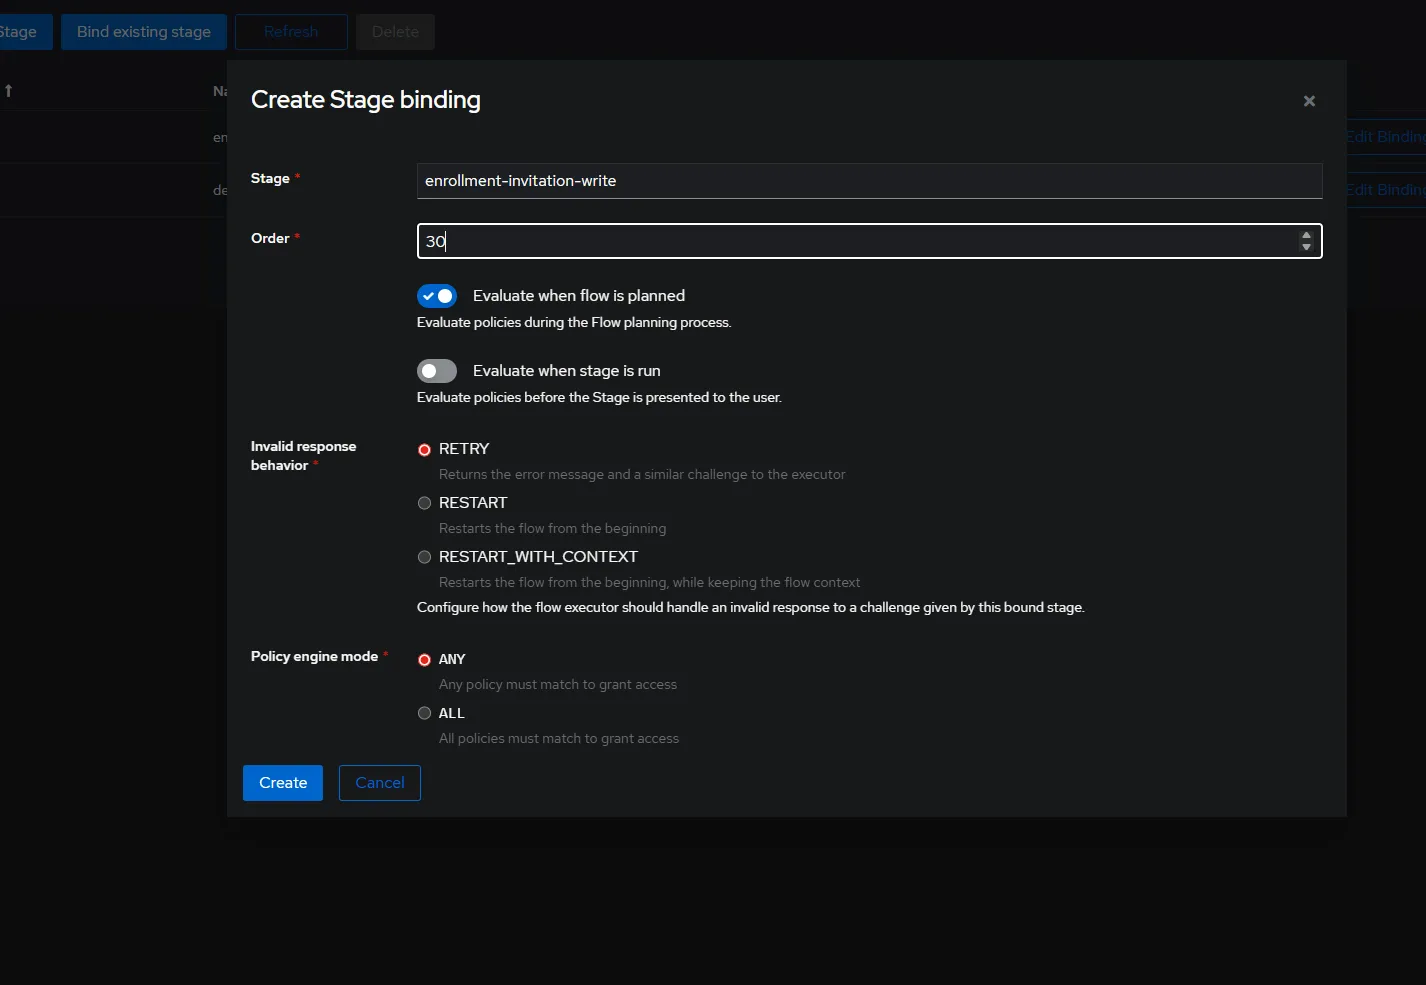 Stage Bind existing stage Refresh Delete
Create Stage binding
Stage *
enrollment-invitation-write
Order *
30
Evaluate when flow is planned
Evaluate policies during the Flow planning process.
Evaluate when stage is run
Evaluate policies before the Stage is presented to the user.
Invalid response
behavior *
RETRY
Returns the error message and a similar challenge to the executor
RESTART
Restarts the flow from the beginning
RESTART_WITH_CONTEXT
Restarts the flow from the beginning, while keeping the flow context
Configure how the flow executor should handle an invalid response to a challenge given by this bound stage.
Policy engine mode *
ANY
Any policy must match to grant access
ALL
All policies must match to grant access
Create Cancel
Edit
Edit